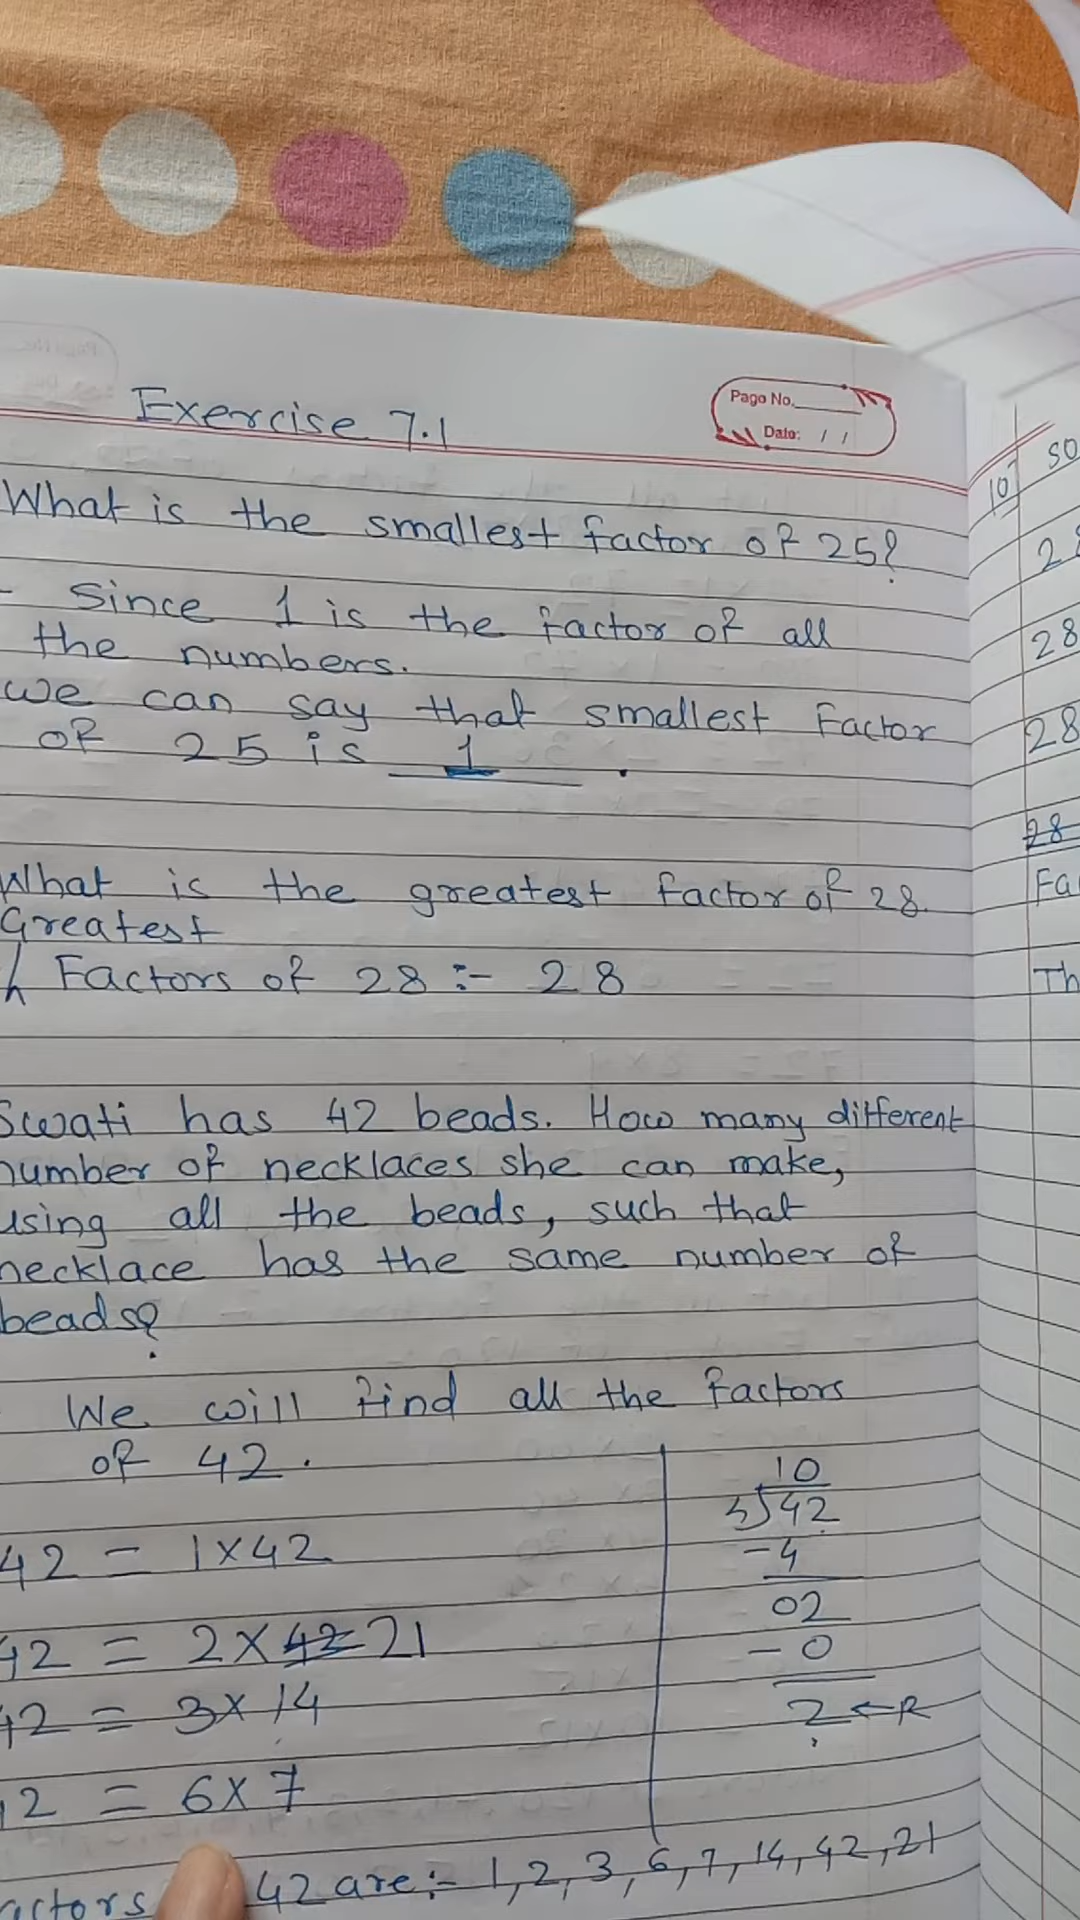 Exercise 7.1
Page No.
Date: / /
What is the smallest factor of 25?
- Since 1 is the factor of all
the numbers.
we can say that smallest Factor
of 25 is 1 .
What is the greatest factor of 28.
Greatest
Factors of 28 :- 28
Swati has 42 beads. How many different
number of necklaces she can make,
using all the beads, such that
necklace has the same number of
beads?
We will find all the factors
of 42.
42 = 1 x 42
42 = 2 x 42 21
42 = 3 x 14
42 = 6 x 7
10
42
- 4
02
- 0
2 ← R
42 are :- 1, 2, 3, 6, 7, 14, 42, 21
10
28
28
28